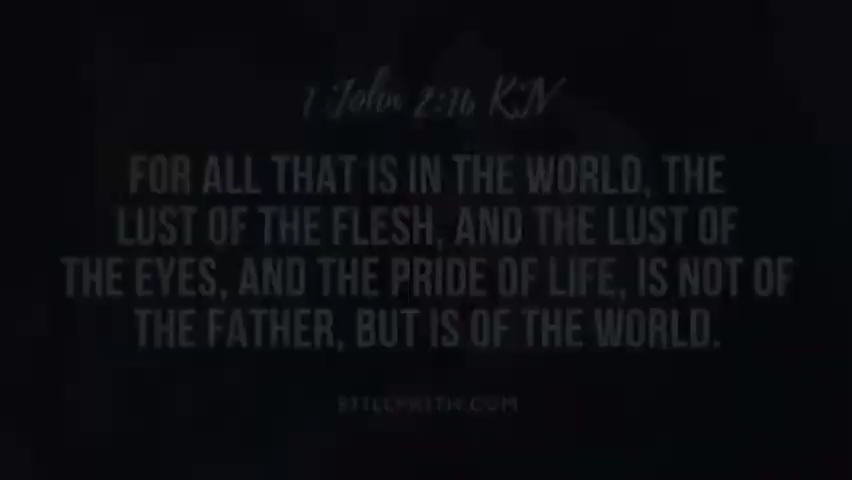 1 John 2:16 KJV
FOR ALL THAT IS IN THE WORLD, THE
LUST OF THE FLESH, AND THE LUST OF
THE EYES, AND THE PRIDE OF LIFE, IS NOT OF
THE FATHER, BUT IS OF THE WORLD.